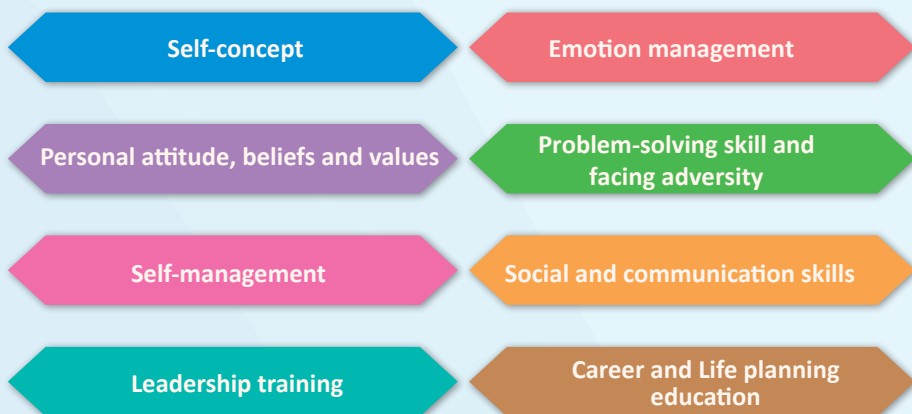 Self-concept
Emotion management
Personal attitude, beliefs and values
Problem-solving skill and
facing adversity
Self-management
Social and communication skills
Leadership training
Career and Life planning
education